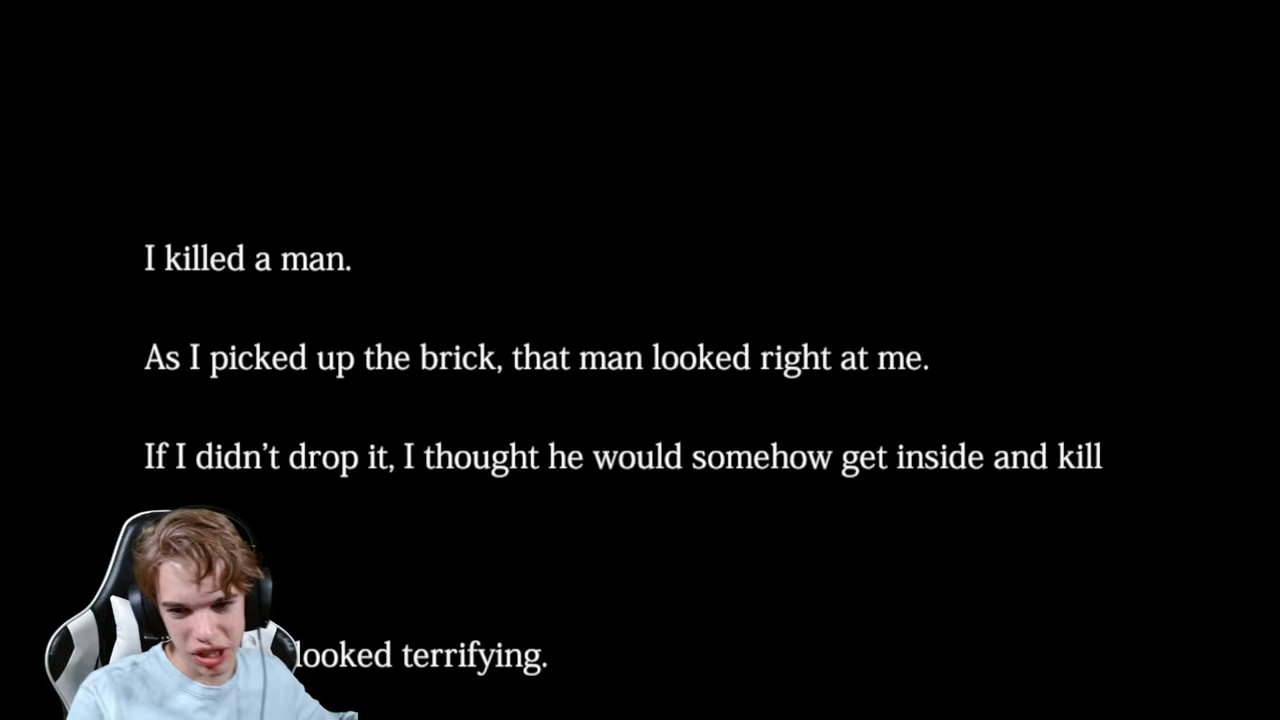 I killed a man.
As I picked up the brick, that man looked right at me.
If I didn't drop it, I thought he would somehow get inside and kill
looked terrifying.